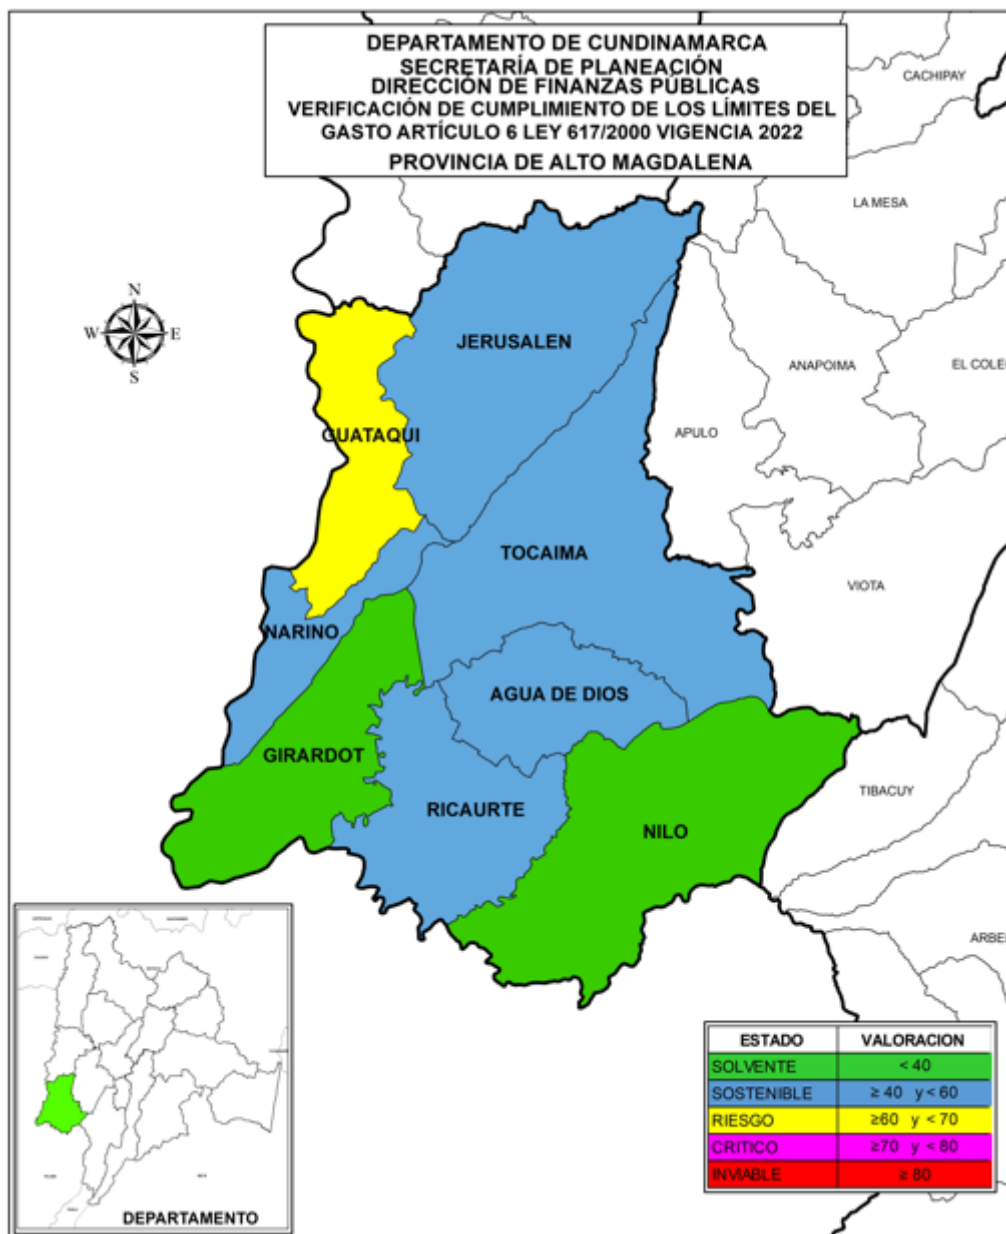 DEPARTAMENTO DE CUNDINAMARCA
SECRETARÍA DE PLANEACIÓN
DIRECCIÓN DE FINANZAS PÚBLICAS
VERIFICACIÓN DE CUMPLIMIENTO DE LOS LÍMITES DEL
GASTO ARTÍCULO 6 LEY 617/2000 VIGENCIA 2022
PROVINCIA DE ALTO MAGDALENA
CACHIPAY
LA MESA
N
W E
S
JERUSALEN
ANAPOIMA
EL COLE
GUATAQUI
APULO
TOCAIMA
VIOTA
NARINO
AGUA DE DIOS
GIRARDOT
RICAURTE
NILO
TIBACUY
ARBE
DEPARTAMENTO
ESTADO VALORACION
SOLVENTE < 40
SOSTENIBLE ≥ 40 y < 60
RIESGO ≥60 y < 70
CRITICO ≥70 y < 80
INVIABLE ≥ 80